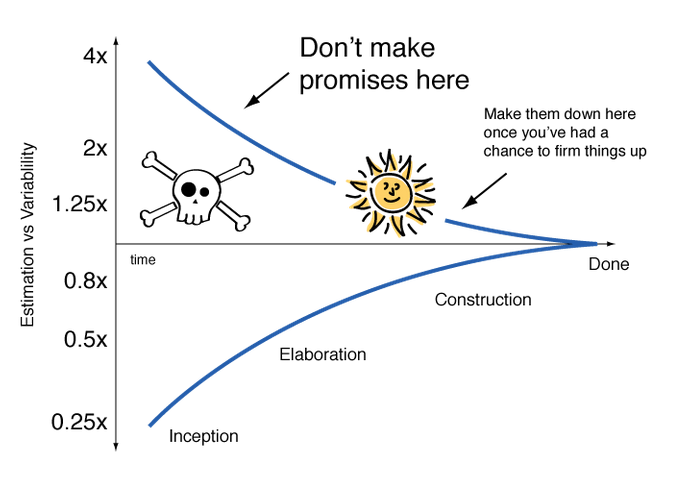 4x
Don't make
promises here
Make them down here
once you've had a
chance to firm things up
2x
1.25x
Estimation vs Variablility
time
Done
0.8x
Construction
0.5x
Elaboration
0.25x
Inception